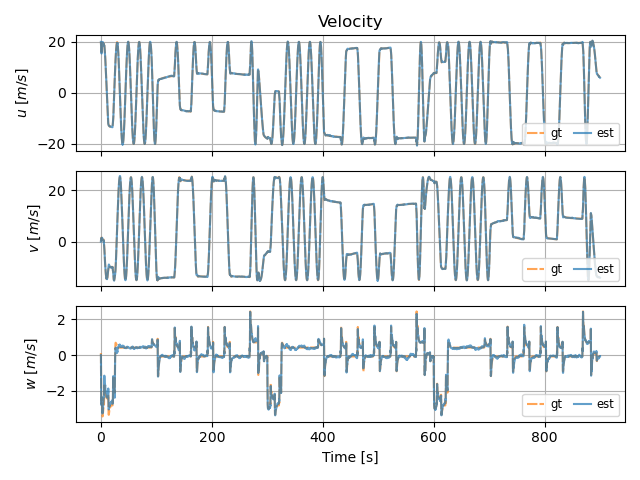 Velocity
20
0
−20
u [m/s]
gt est
20
0
v [m/s]
gt est
2
0
−2
w [m/s]
gt est
0 200 400 600 800
Time [s]